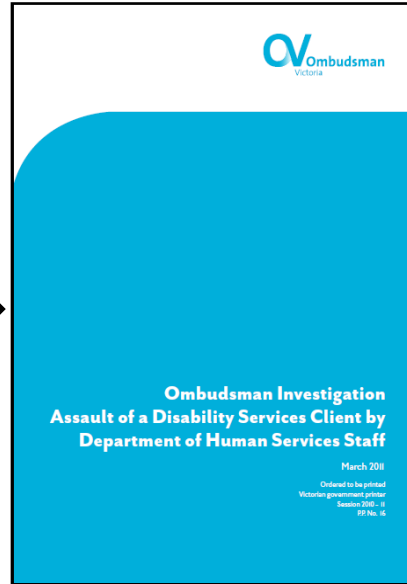 OV Ombudsman
Victoria
Ombudsman Investigation
Assault of a Disability Services Client by
Department of Human Services Staff
March 2011
Ordered to be printed
Victorian government printer
Session 2010 - 11
P.P. No. 16